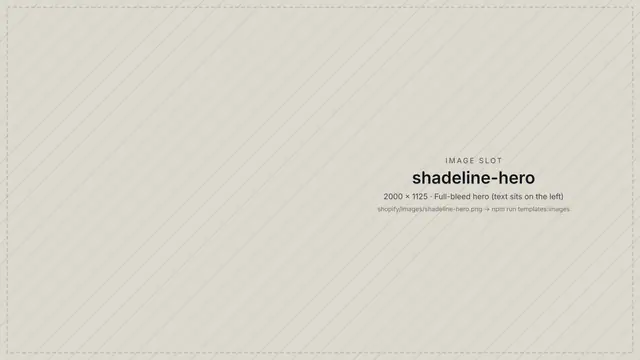 IMAGE SLOT
shadeline-hero
2000 × 1125 · Full-bleed hero (text sits on the left)
shopify/images/shadeline-hero.png → npm run templates:images